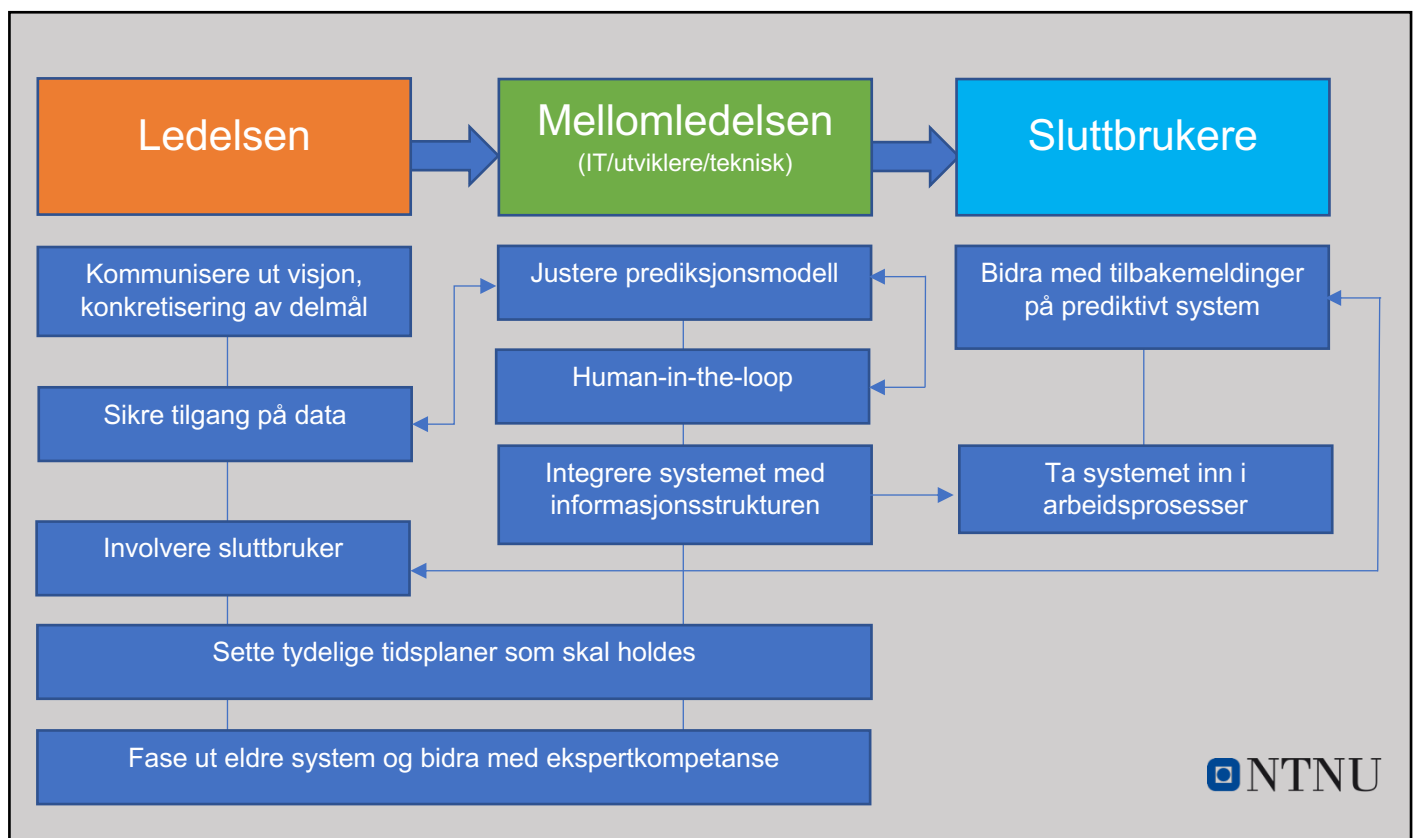 Ledelsen
Mellomledelsen
(IT/utviklere/teknisk)
Sluttbrukere
Kommunisere ut visjon,
konkretisering av delmål
Sikre tilgang på data
Involvere sluttbruker
Justere prediksjonsmodell
Human-in-the-loop
Integrere systemet med
informasjonsstrukturen
Bidra med tilbakemeldinger
på prediktivt system
Ta systemet inn i
arbeidsprosesser
Sette tydelige tidsplaner som skal holdes
Fase ut eldre system og bidra med ekspertkompetanse
NTNU